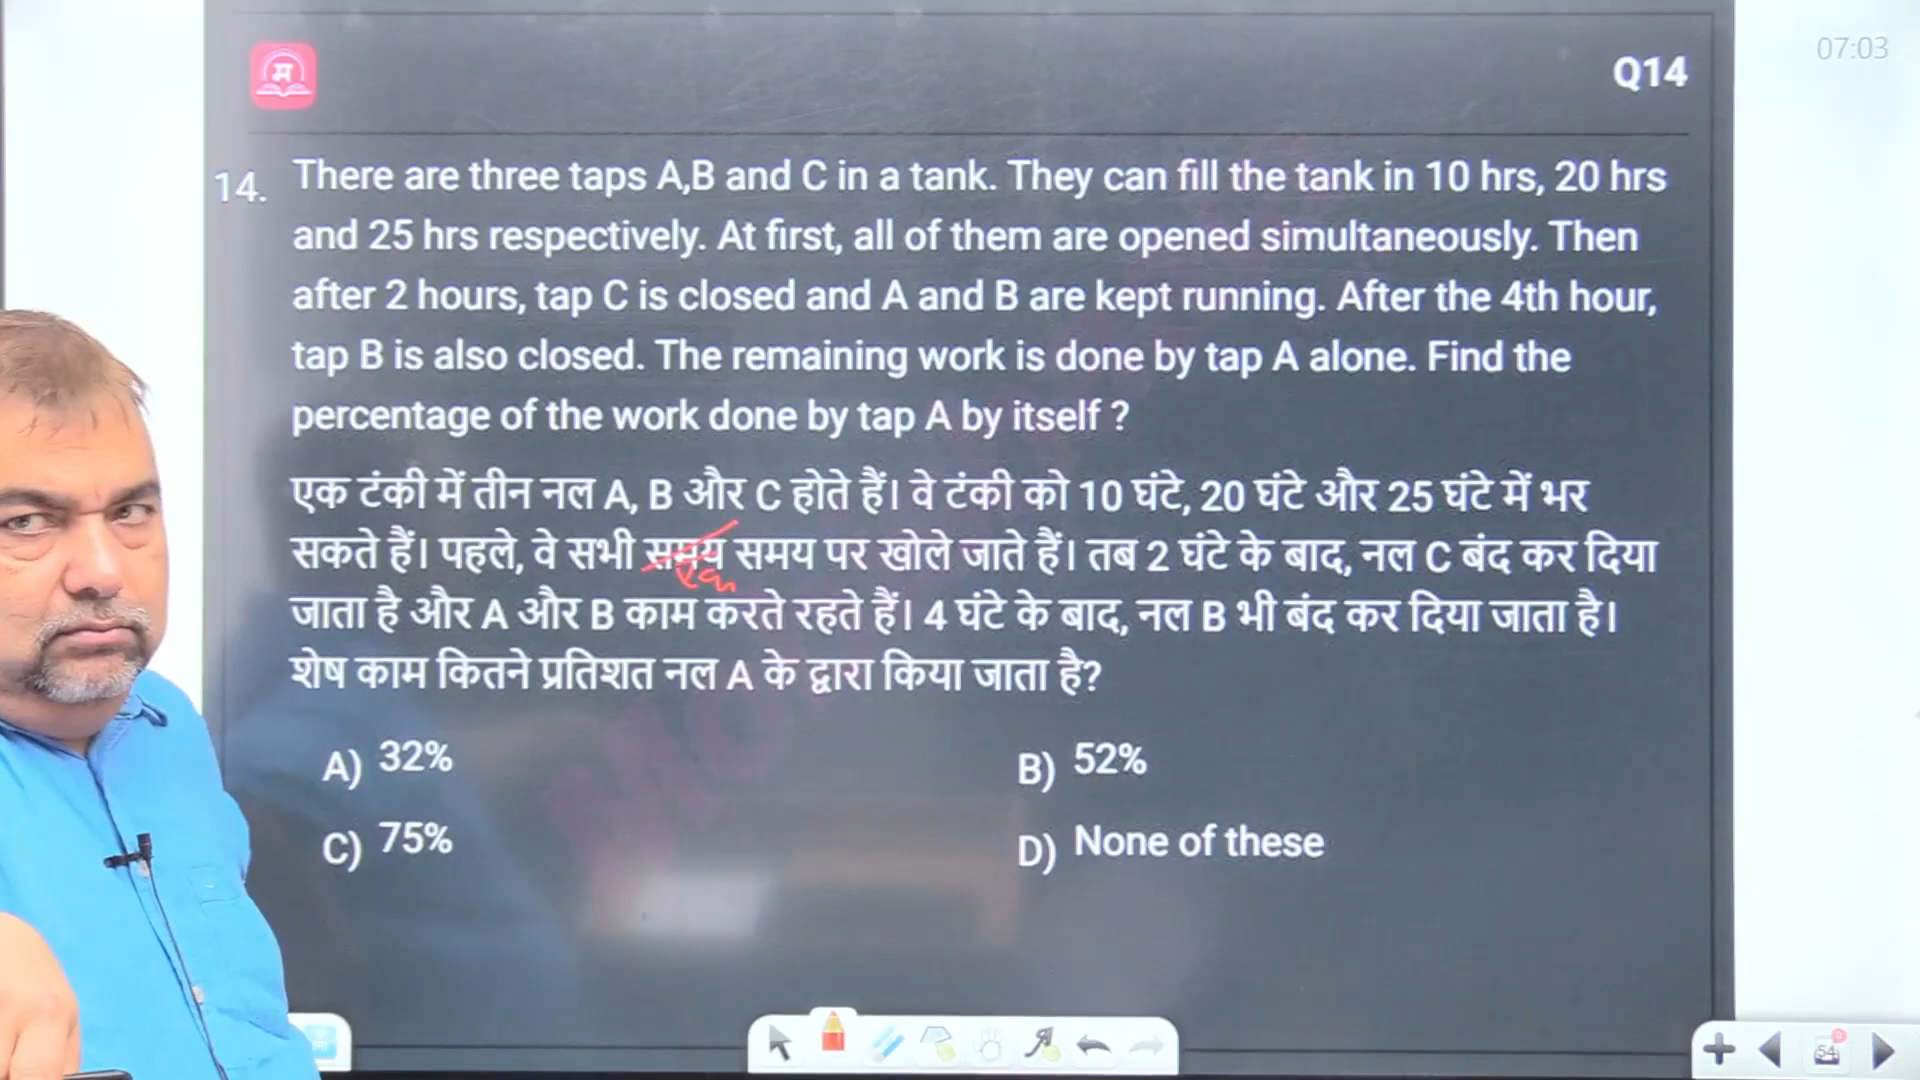 07:03
म
Q14
14. There are three taps A,B and C in a tank. They can fill the tank in 10 hrs, 20 hrs
and 25 hrs respectively. At first, all of them are opened simultaneously. Then
after 2 hours, tap C is closed and A and B are kept running. After the 4th hour,
tap B is also closed. The remaining work is done by tap A alone. Find the
percentage of the work done by tap A by itself ?
एक टंकी में तीन नल A, B और C होते हैं। वे टंकी को 10 घंटे, 20 घंटे और 25 घंटे में भर
सकते हैं। पहले, वे सभी समय समय पर खोले जाते हैं। तब 2 घंटे के बाद, नल C बंद कर दिया
जाता है और A और B काम करते रहते हैं। 4 घंटे के बाद, नल B भी बंद कर दिया जाता है।
शेष काम कितने प्रतिशत नल A के द्वारा किया जाता है?
A) 32%
B) 52%
C) 75%
D) None of these
54